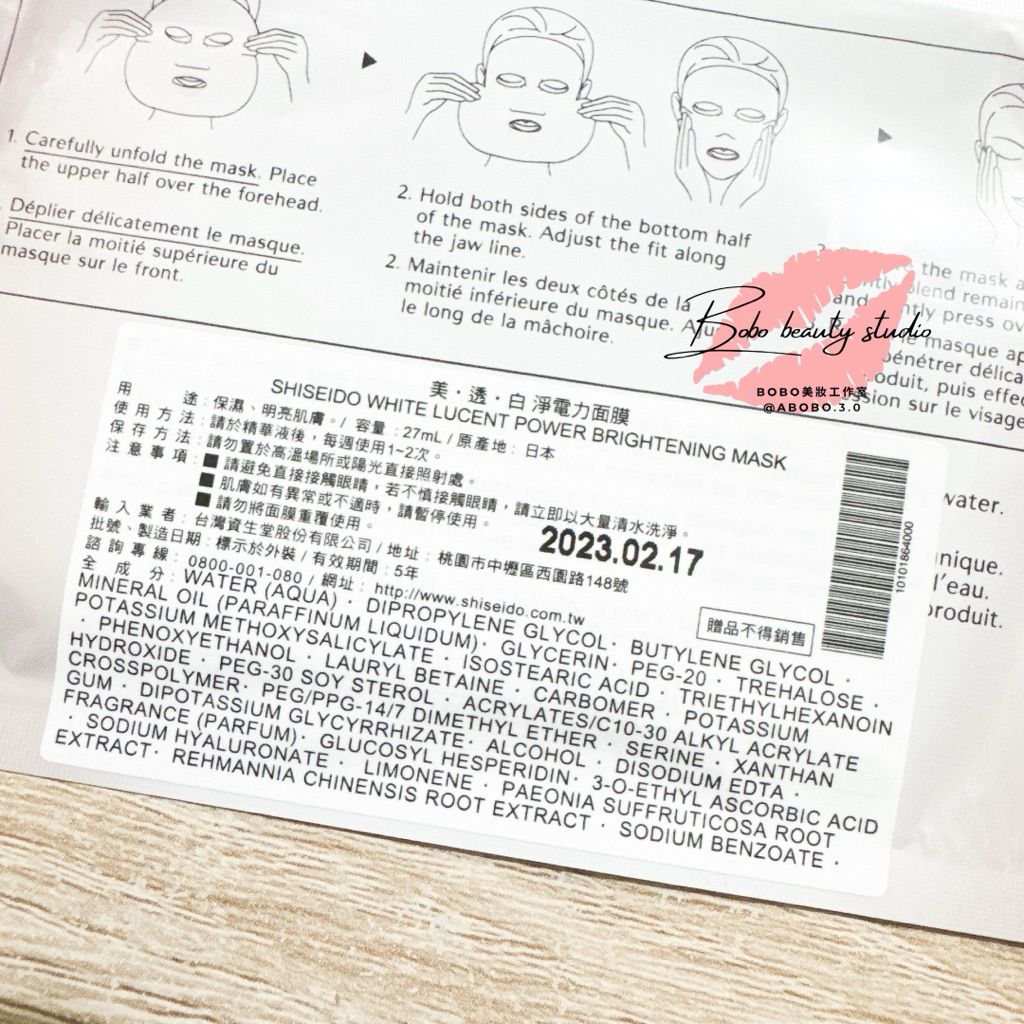 1. Carefully unfold the mask. Place
the upper half over the forehead.
Déplier délicatement le masque.
Placer la moitié supérieure du
masque sur le front.
2. Hold both sides of the bottom half
of the mask. Adjust the fit along
the jaw line.
2. Maintenir les deux côtés de la
moitié inférieure du masque. Aju
le long de la mâchoire.
the mask a
ntly blend remain
and ntly press ov
le masque ap
pénétrer délica
oduit, puis effec
ssion sur le visage
Bobo beauty studio
BOBO美妝工作室
@ABOBO.3.0
water.
unique.
l'eau.
produit.
美・透・白 淨電力面膜
SHISEIDO WHITE LUCENT POWER BRIGHTENING MASK
用 途:保濕、明亮肌膚。/ 容量:27mL / 原產地:日本
使用方法:請於精華液後,每週使用1~2次。
保存方法:請勿置於高溫場所或陽光直接照射處。
注意事項:■ 請避免直接接觸眼睛,若不慎接觸眼睛,請立即以大量清水洗淨。
■ 肌膚如有異常或不適時,請暫停使用。
■ 請勿將面膜重覆使用。
2023.02.17
輸入業者:台灣資生堂股份有限公司 / 地址:桃園市中壢區西園路148號
批號、製造日期:標示於外裝 / 有效期間:5年
諮詢專線:0800-001-080 / 網址:http://www.shiseido.com.tw
贈品不得銷售
10101864000
全成分:WATER (AQUA)・DIPROPYLENE GLYCOL・BUTYLENE GLYCOL・
MINERAL OIL (PARAFFINUM LIQUIDUM)・GLYCERIN・PEG-20・TREHALOSE・
POTASSIUM METHOXYSALICYLATE・ISOSTEARIC ACID・TRIETHYLHEXANOIN
・PHENOXYETHANOL・LAURYL BETAINE・CARBOMER・POTASSIUM
HYDROXIDE・PEG-30 SOY STEROL・ACRYLATES/C10-30 ALKYL ACRYLATE
CROSSPOLYMER・PEG/PPG-14/7 DIMETHYL ETHER・SERINE・XANTHAN
GUM・DIPOTASSIUM GLYCYRRHIZATE・ALCOHOL・DISODIUM EDTA・
FRAGRANCE (PARFUM)・GLUCOSYL HESPERIDIN・3-O-ETHYL ASCORBIC ACID
・SODIUM HYALURONATE・LIMONENE・PAEONIA SUFFRUTICOSA ROOT
EXTRACT・REHMANNIA CHINENSIS ROOT EXTRACT・SODIUM BENZOATE・